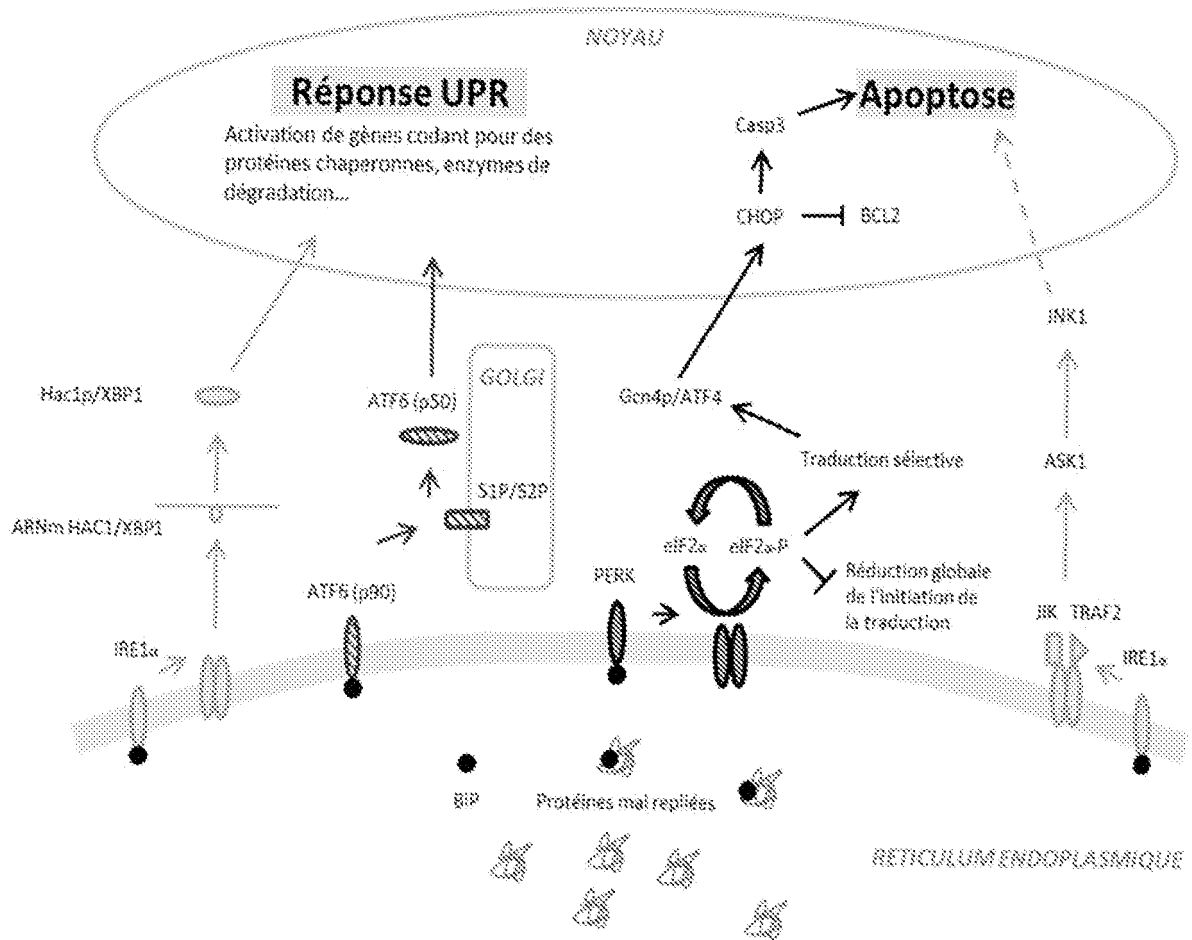 NOYAU
Réponse UPR
Activation de gènes codant pour des
protéines chaperonnes, enzymes de
dégradation...
Apoptose
Casp3
CHOP
BCL2
JNK1
Hac1p/XBP1
ATF6 (p50)
GOLGI
Gcn4p/ATF4
Traduction sélective
ASK1
S1P/S2P
ARNm HAC1/XBP1
eIF2α
eIF2α-P
Réduction globale
de l'initiation de
la traduction
PERK
ATF6 (p90)
JIK
TRAF2
IRE1α
IRE1α
BIP
Protéines mal repliées
RETICULUM ENDOPLASMIQUE